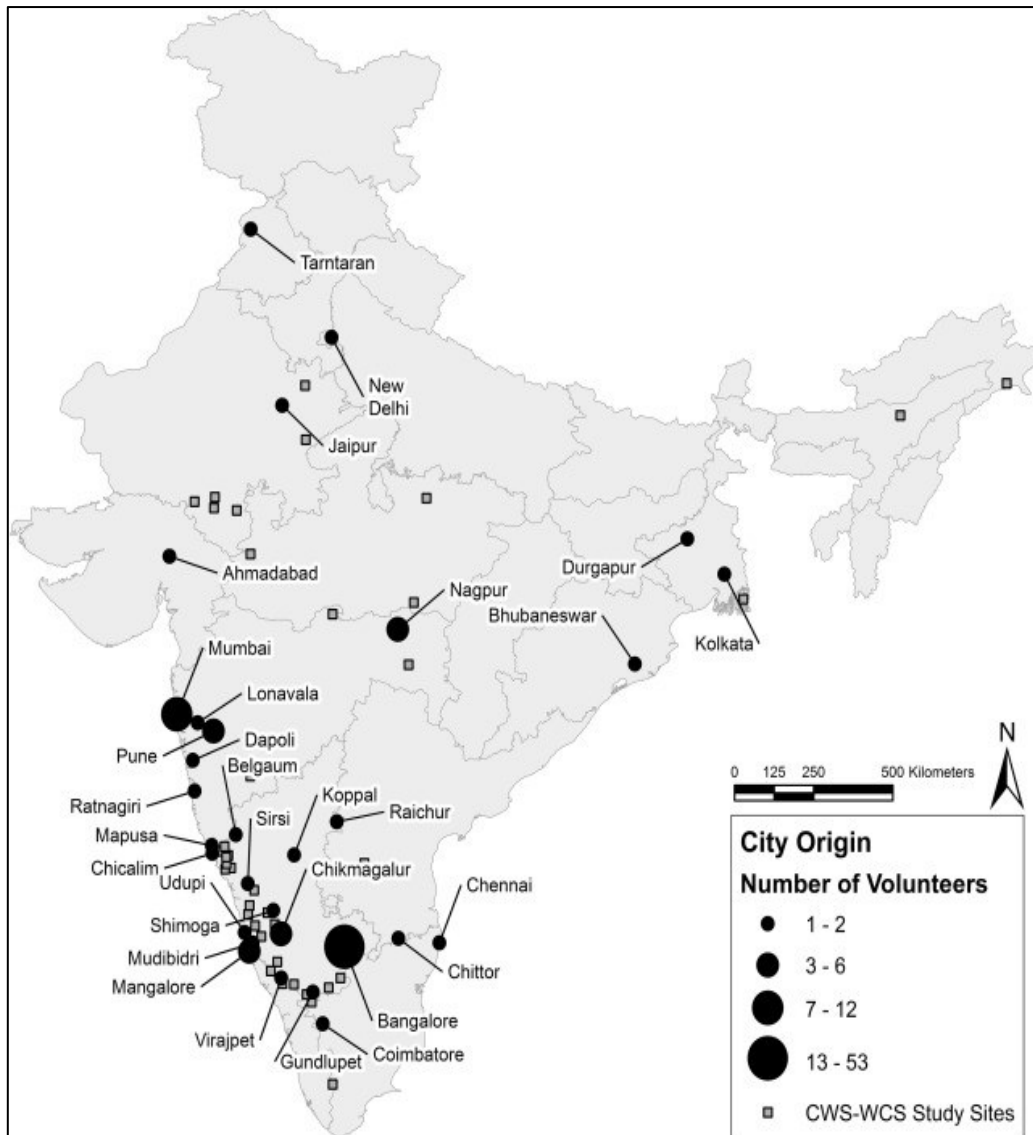 Tarntaran
New
Delhi
Jaipur
Ahmadabad
Durgapur
Nagpur
Bhubaneswar
Kolkata
Mumbai
Lonavala
Pune
Dapoli
Belgaum
Ratnagiri
Koppal
Raichur
Sirsi
Mapusa
Chicalim
Chikmagalur
Udupi
Chennai
Shimoga
Mudibidri
Chittor
Mangalore
Bangalore
Virajpet
Coimbatore
Gundlupet
N
0 125 250 500 Kilometers
City Origin
Number of Volunteers
1 - 2
3 - 6
7 - 12
13 - 53
CWS-WCS Study Sites